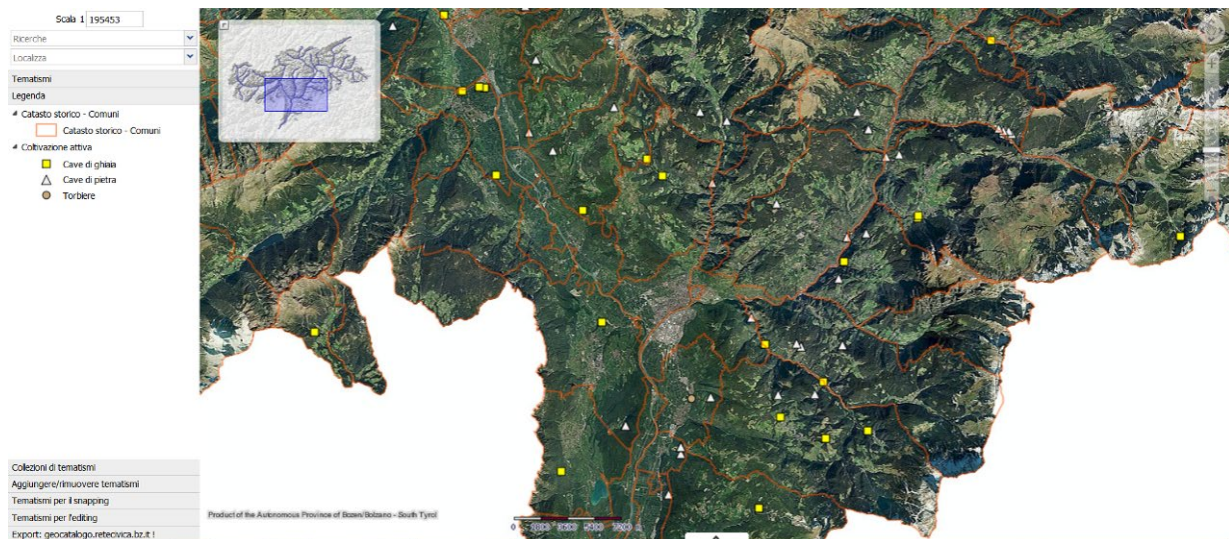 Scala 1 195453
Ricerche
Localizza
Tematismi
Legenda
Catasto storico - Comuni
Catasto storico - Comuni
Coltivazione attiva
Cave di ghiaia
Cave di pietra
Torbiere
Collezioni di tematismi
Aggiungere/rimuovere tematismi
Tematismi per il snapping
Tematismi per l'editing
Export: geocatalogo.retecivica.bz.it !
Product of the Autonomous Province of Bozen/Bolzano - South Tyrol
0